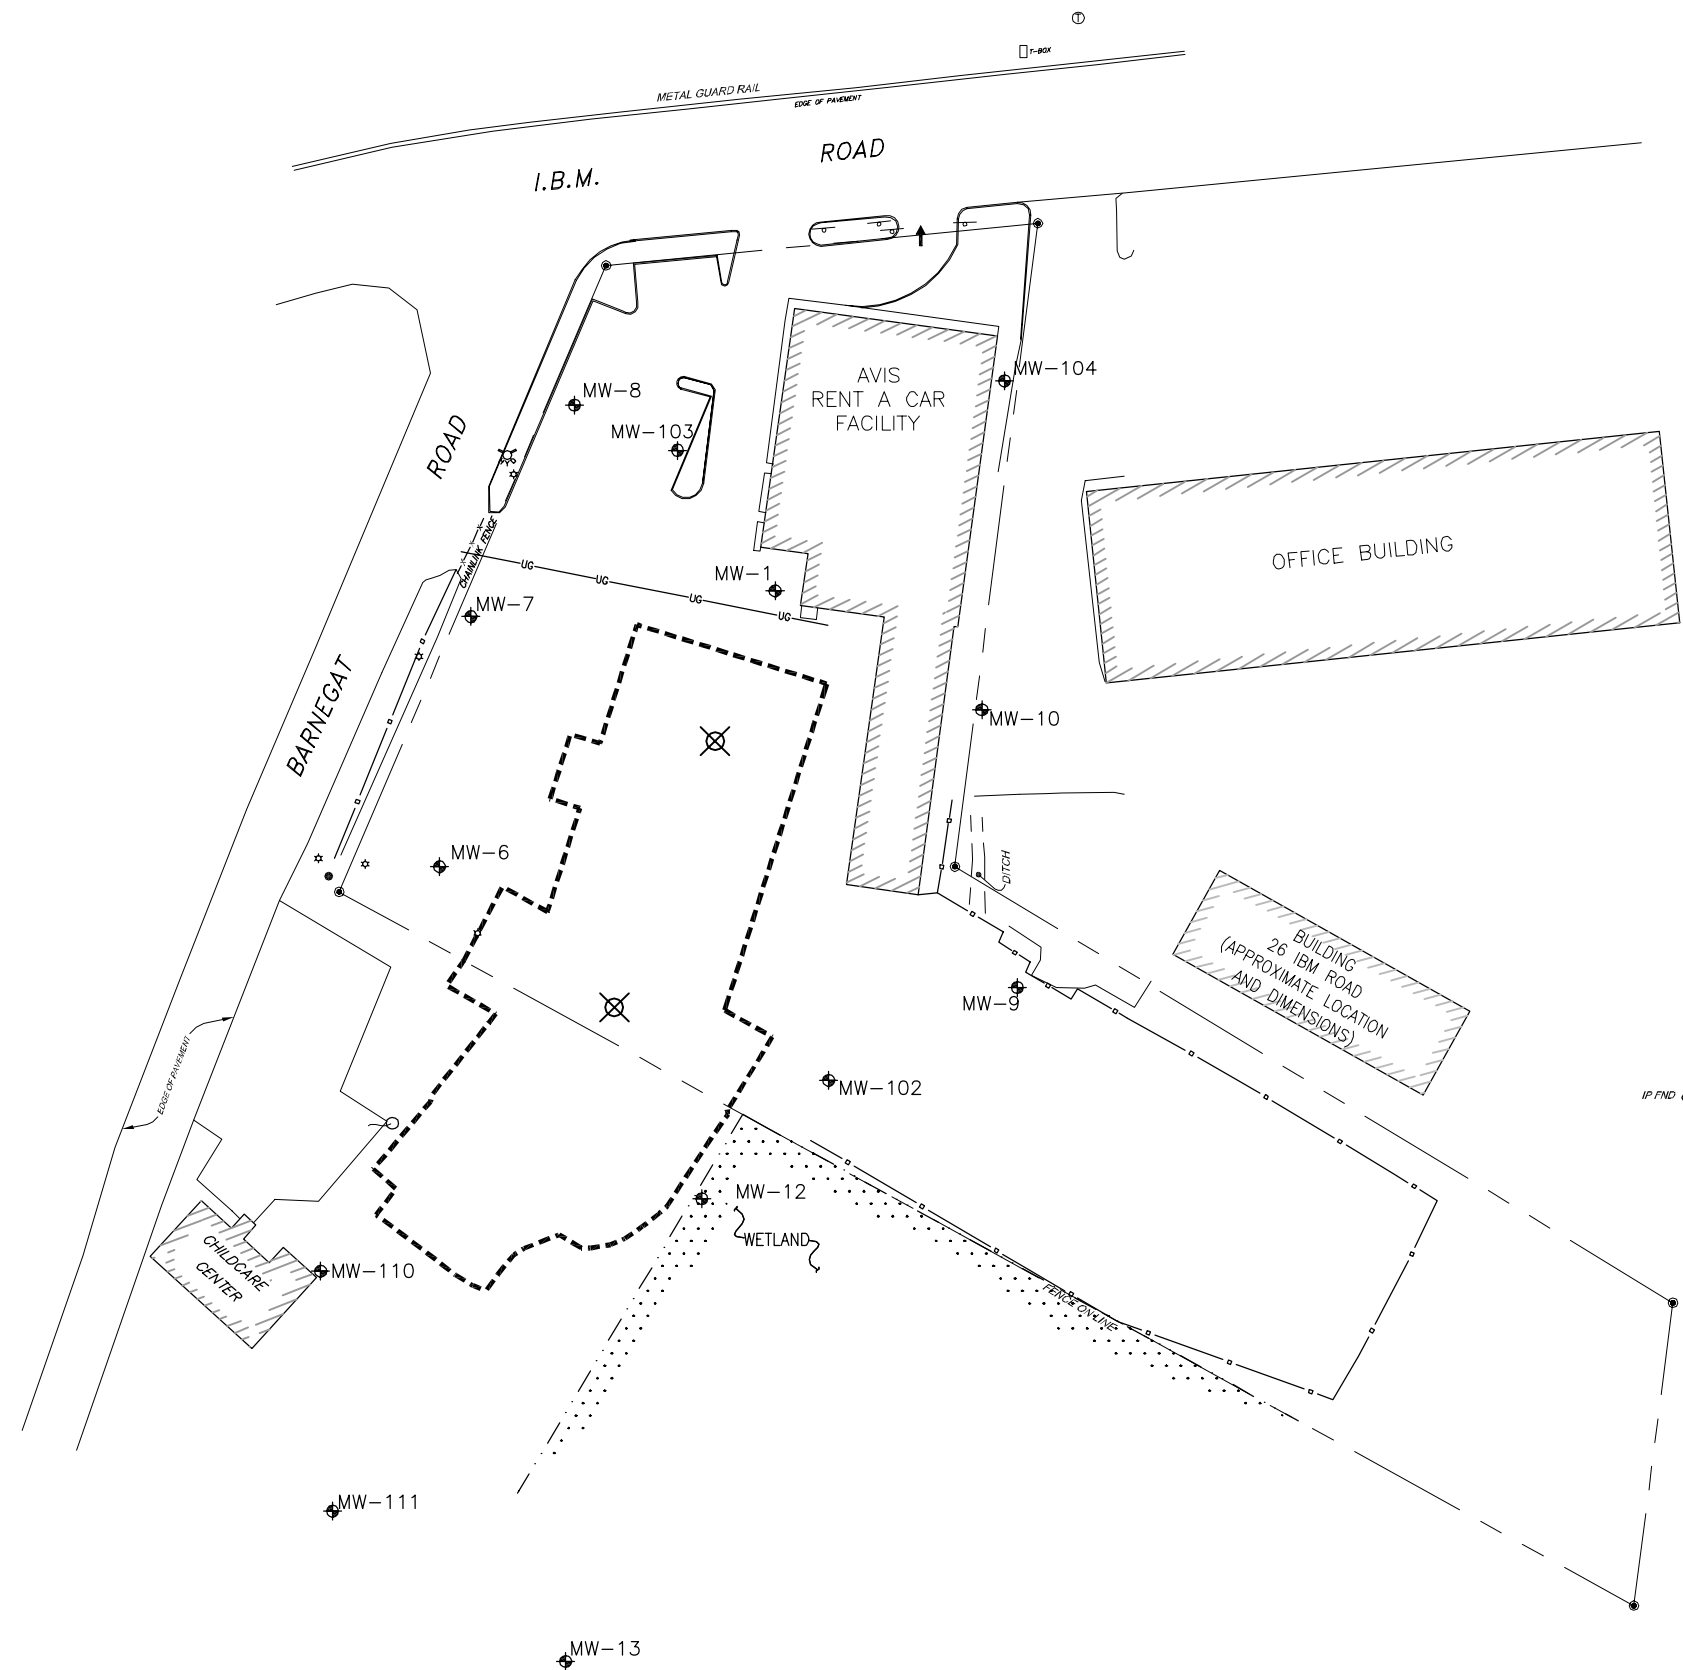 T
T-BOX
METAL GUARD RAIL
EDGE OF PAVEMENT
I.B.M. ROAD
AVIS
RENT A CAR
FACILITY
MW-104
MW-8
MW-103
BARNEGAT ROAD
CHAINLINK FENCE
OFFICE BUILDING
UG
UG
UG
UG
MW-1
MW-7
MW-10
MW-6
DITCH
BUILDING
26 IBM ROAD
(APPROXIMATE LOCATION
AND DIMENSIONS)
MW-9
EDGE OF PAVEMENT
MW-102
IP FND
MW-12
WETLAND
CHILDCARE
CENTER
MW-110
FENCE ON LINE
MW-111
MW-13